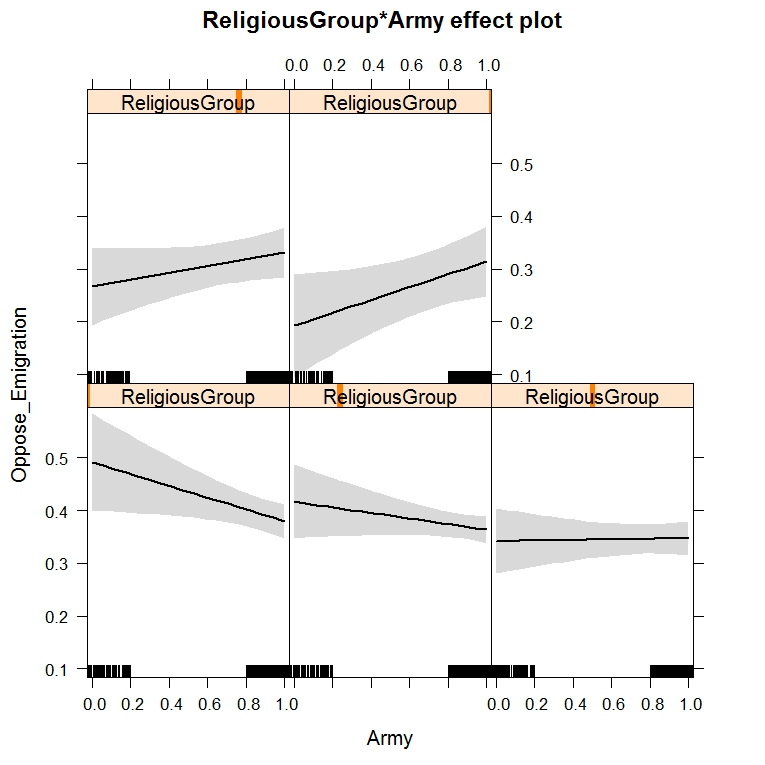 ReligiousGroup*Army effect plot
0.0 0.2 0.4 0.6 0.8 1.0
ReligiousGroup ReligiousGroup
0.5
0.4
0.3
0.2
0.1
Oppose_Emigration
ReligiousGroup ReligiousGroup ReligiousGroup
0.5
0.4
0.3
0.2
0.1
0.0 0.2 0.4 0.6 0.8 1.0 0.0 0.2 0.4 0.6 0.8 1.0
Army